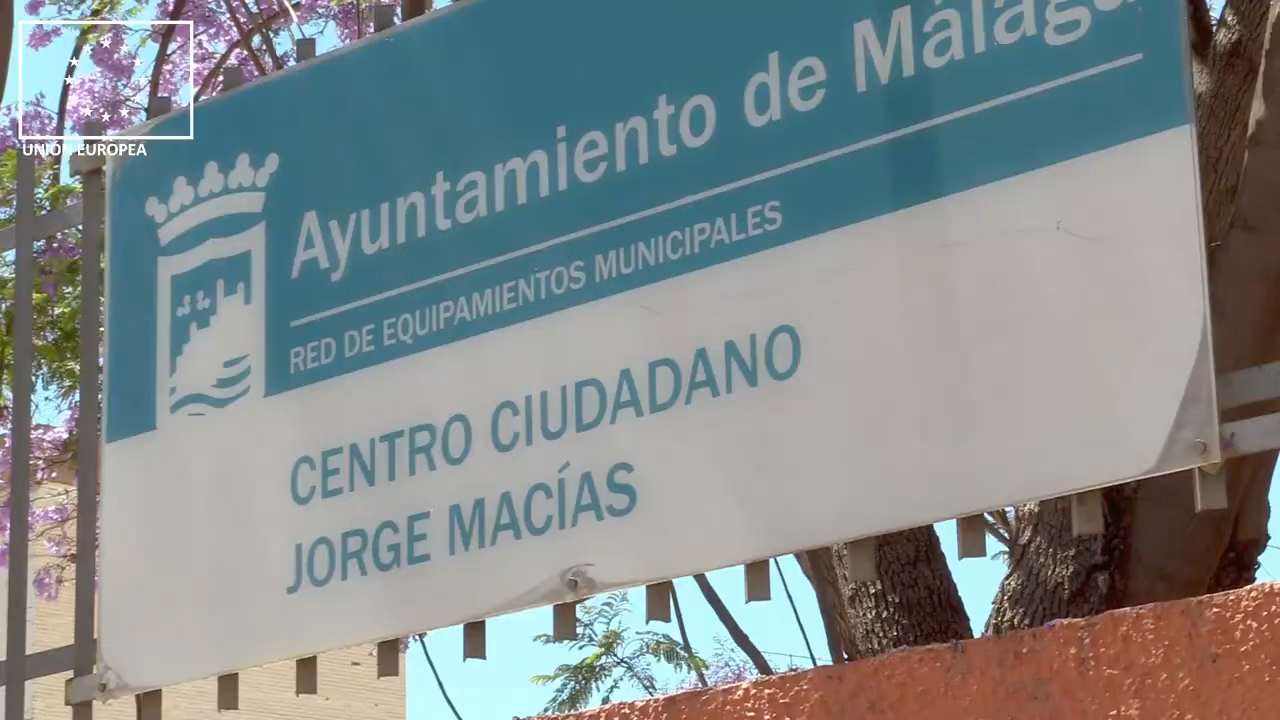 UNIÓN EUROPEA
Ayuntamiento de Málaga
RED DE EQUIPAMIENTOS MUNICIPALES
CENTRO CIUDADANO
JORGE MACÍAS